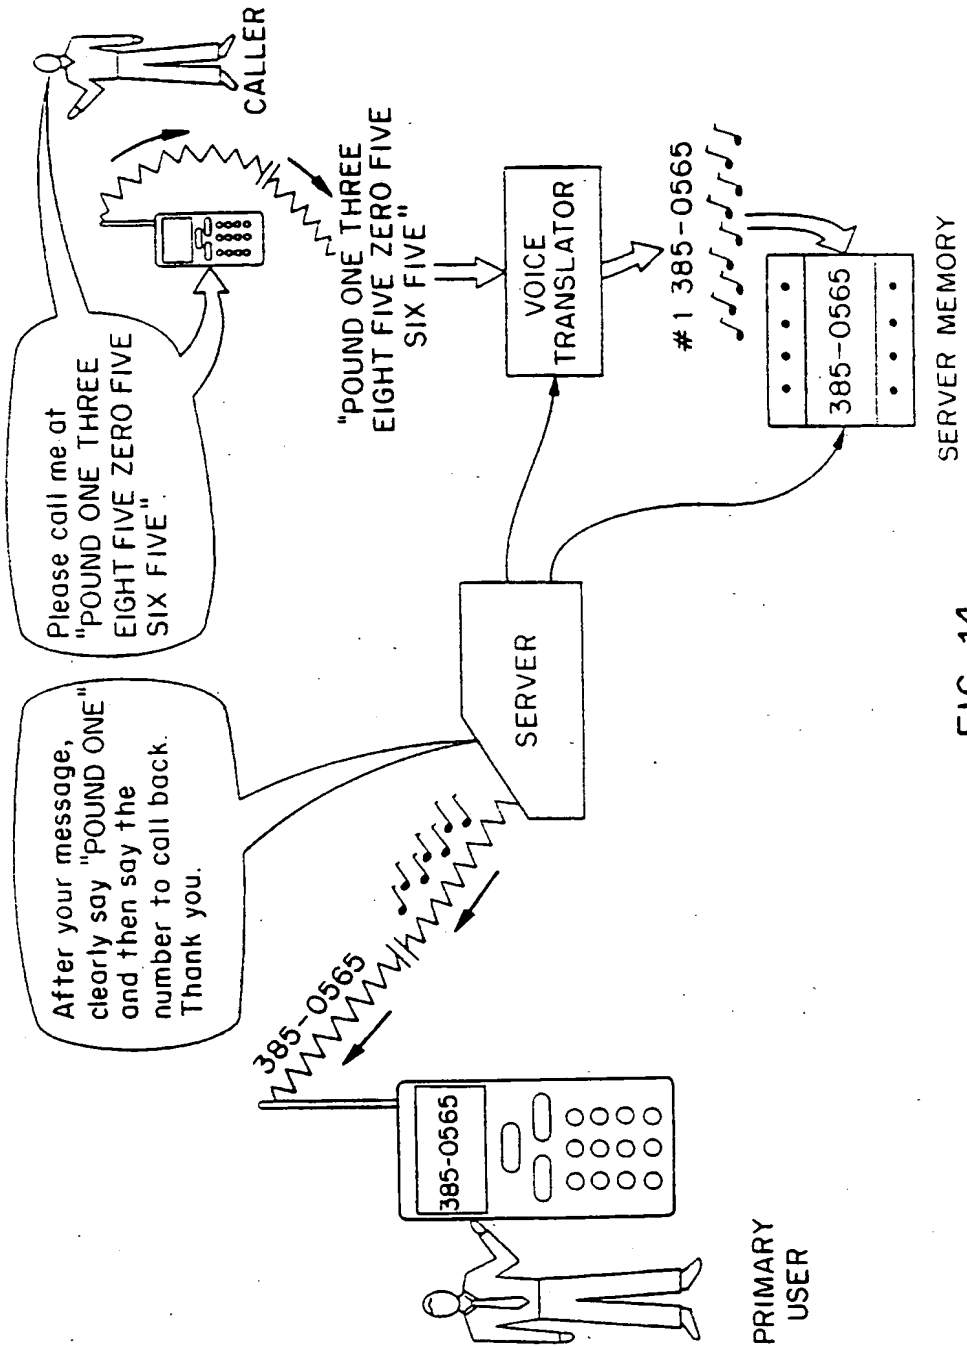 After your message,
clearly say "POUND ONE"
and then say the
number to call back.
Thank you.
Please call me at
"POUND ONE THREE
EIGHT FIVE ZERO FIVE
SIX FIVE".
CALLER
"POUND ONE THREE
EIGHT FIVE ZERO FIVE
SIX FIVE"
385-0565
385-0565
SERVER
VOICE
TRANSLATOR
#1 385-0565
385-0565
SERVER MEMORY
PRIMARY
USER
FIG. 14